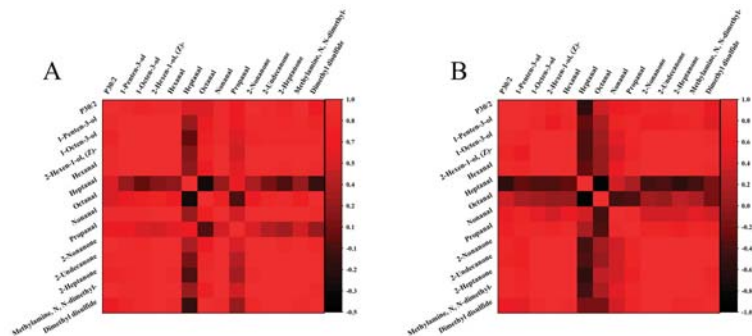 A
P30/2
1-Penten-3-ol
1-Octen-3-ol
2-Hexen-1-ol, (Z)-
Hexanal
Heptanal
Octanal
Nonanal
Propanal
2-Nonanone
2-Undecanone
2-Heptanone
Methylamine, N, N-dimethyl-
Dimethyl disulfide
P30/2
1-Penten-3-ol
1-Octen-3-ol
2-Hexen-1-ol, (Z)-
Hexanal
Heptanal
Octanal
Nonanal
Propanal
2-Nonanone
2-Undecanone
2-Heptanone
Methylamine, N, N-dimethyl-
Dimethyl disulfide
1.0
0.8
0.7
0.5
0.4
0.2
0.1
-0.1
-0.3
-0.5
B
P30/2
1-Penten-3-ol
1-Octen-3-ol
2-Hexen-1-ol, (Z)-
Hexanal
Heptanal
Octanal
Nonanal
Propanal
2-Nonanone
2-Undecanone
2-Heptanone
Methylamine, N, N-dimethyl-
Dimethyl disulfide
P30/2
1-Penten-3-ol
1-Octen-3-ol
2-Hexen-1-ol, (Z)-
Hexanal
Heptanal
Octanal
Nonanal
Propanal
2-Nonanone
2-Undecanone
2-Heptanone
Methylamine, N, N-dimethyl-
Dimethyl disulfide
1.0
0.8
0.6
0.4
0.2
-0.1
-0.3
-0.6
-0.8
-1.0